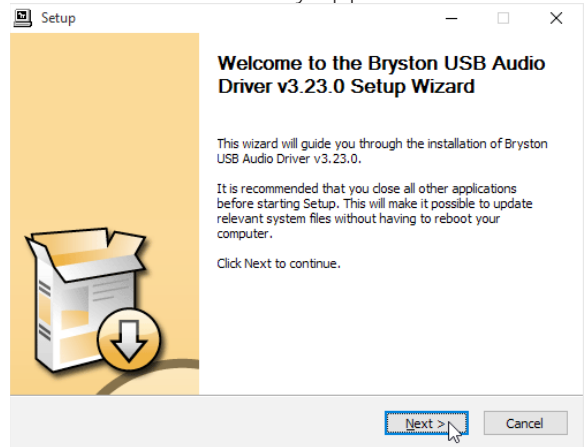 Setup
Welcome to the Bryston USB Audio
Driver v3.23.0 Setup Wizard
This wizard will guide you through the installation of Bryston
USB Audio Driver v3.23.0.
It is recommended that you close all other applications
before starting Setup. This will make it possible to update
relevant system files without having to reboot your
computer.
Click Next to continue.
Next >
Cancel